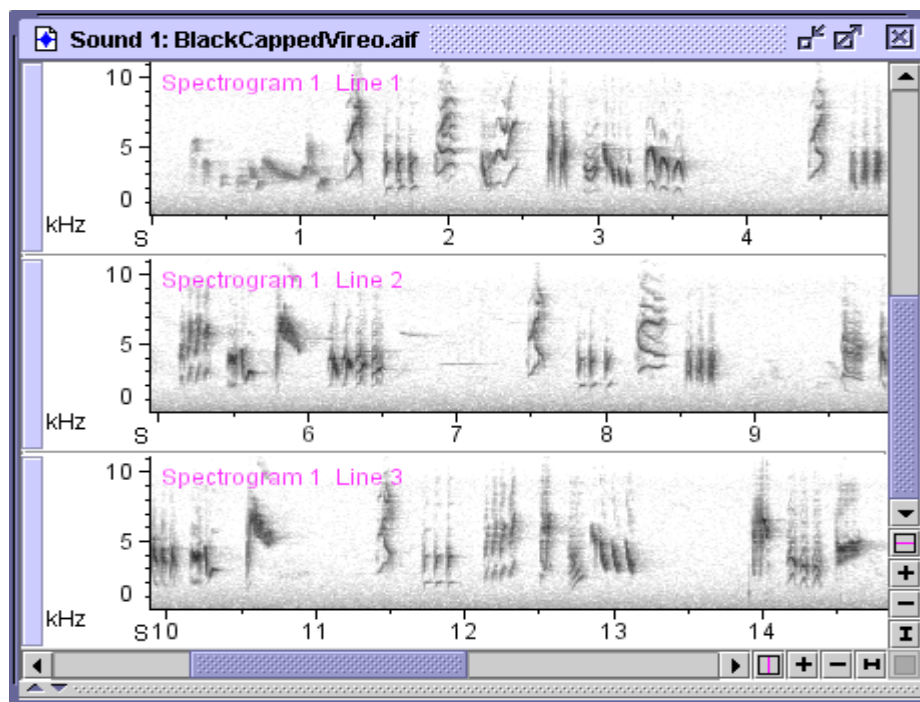 Sound 1: BlackCappedVireo.aif
Spectrogram 1 Line 1
10
5
0
kHz
S 1 2 3 4
Spectrogram 1 Line 2
10
5
0
kHz
S 6 7 8 9
Spectrogram 1 Line 3
10
5
0
kHz
S 10 11 12 13 14